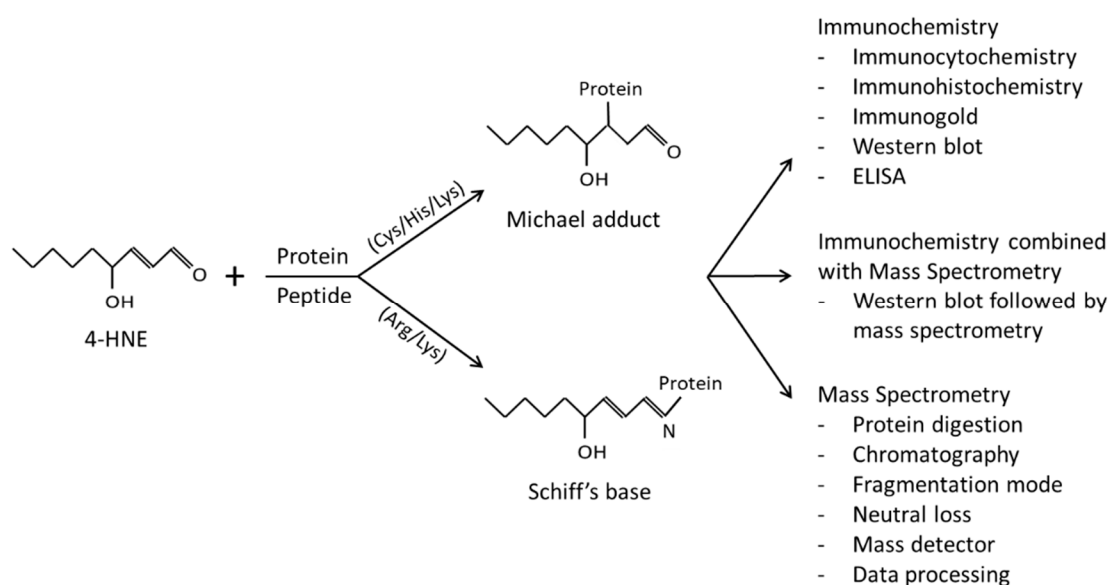 4-HNE
OH
O
+
Protein
Peptide
(Cys/His/Lys)
(Arg/Lys)
Protein
O
OH
Michael adduct
Protein
N
OH
Schiff's base
Immunochemistry
- Immunocytochemistry
- Immunohistochemistry
- Immunogold
- Western blot
- ELISA
Immunochemistry combined
with Mass Spectrometry
- Western blot followed by
mass spectrometry
Mass Spectrometry
- Protein digestion
- Chromatography
- Fragmentation mode
- Neutral loss
- Mass detector
- Data processing